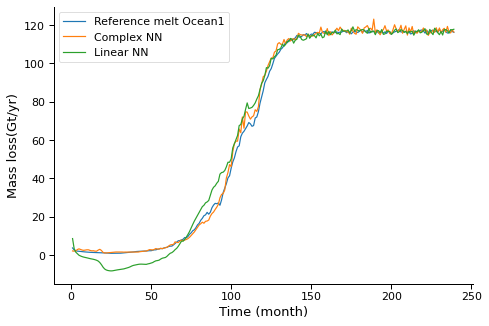 Reference melt Ocean1
Complex NN
Linear NN
Mass loss(Gt/yr)
120
100
80
60
40
20
0
0 50 100 150 200 250
Time (month)